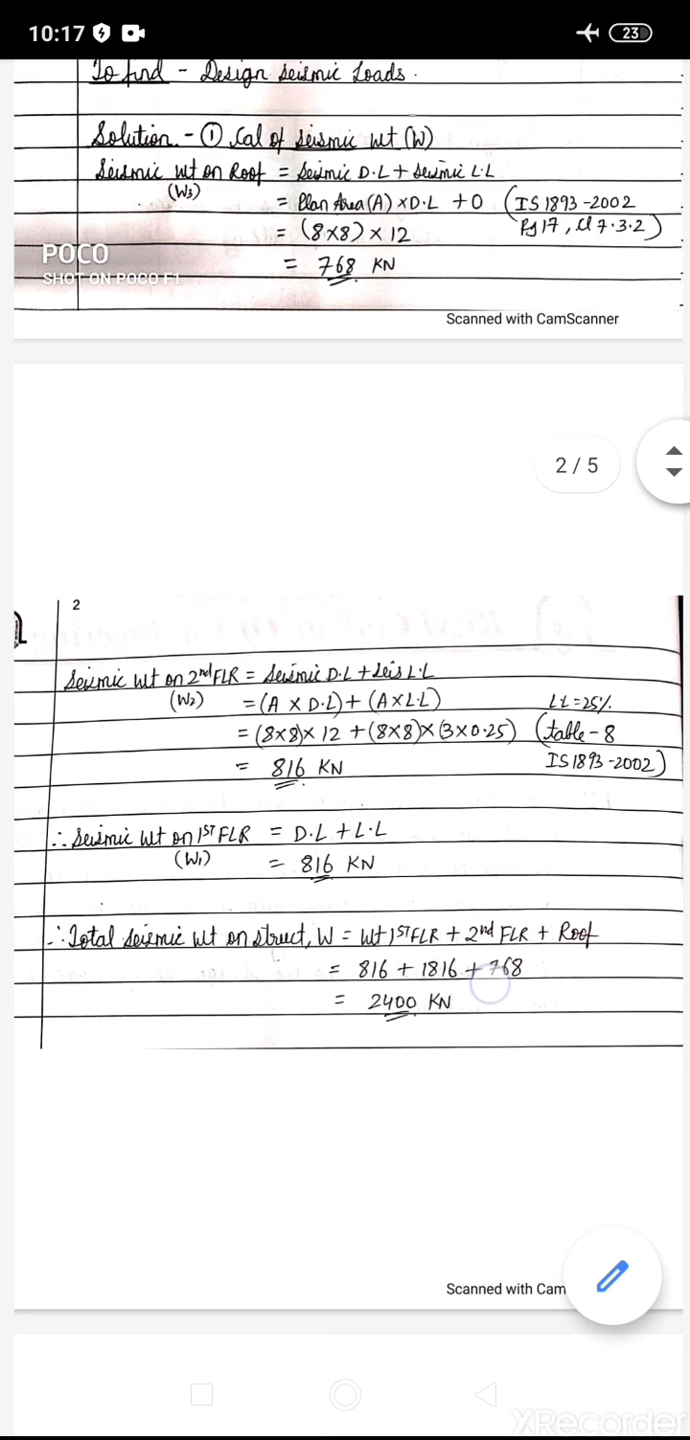 10:17
23
To find - Design seismic Loads.
Solution. - ① Cal of seismic wt (W)
Seismic wt on Roof = Seismic D.L + Seismic L.L
(W3)
= Plan Area (A) × D.L + 0 (IS 1893-2002
Pg 17, Cl 7.3.2)
= (8×8) × 12
= 768 KN
POCO
SHOT ON POCO F1
Scanned with CamScanner
2 / 5
2
Seismic wt on 2nd FLR = Seismic D.L + Seis L.L
(W2) = (A × D.L) + (A×L.L) LL=25%
= (8×8)× 12 + (8×8)×(3×0.25) (table-8
= 816 KN IS 1893-2002)
∴ Seismic wt on 1ST FLR = D.L + L.L
(W1) = 816 KN
∴ Total seismic wt on struct, W = wt 1ST FLR + 2nd FLR + Roof
= 816 + 1816 + 768
= 2400 KN
Scanned with Cam
XRecorder